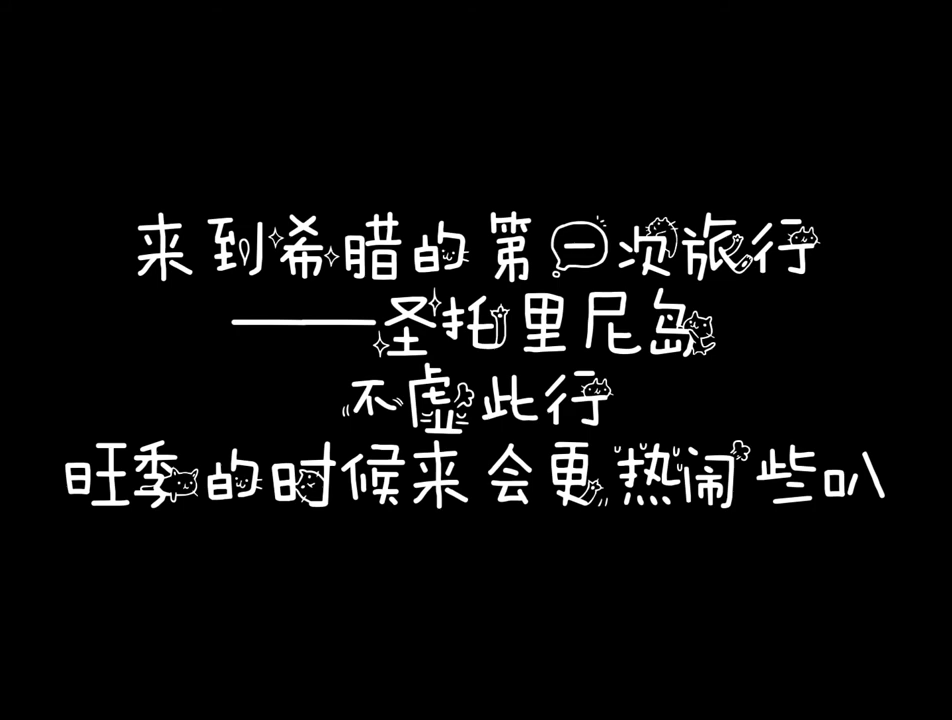 来到希腊的第一次旅行
——圣托里尼岛
不虚此行
旺季的时候来会更热闹些叭